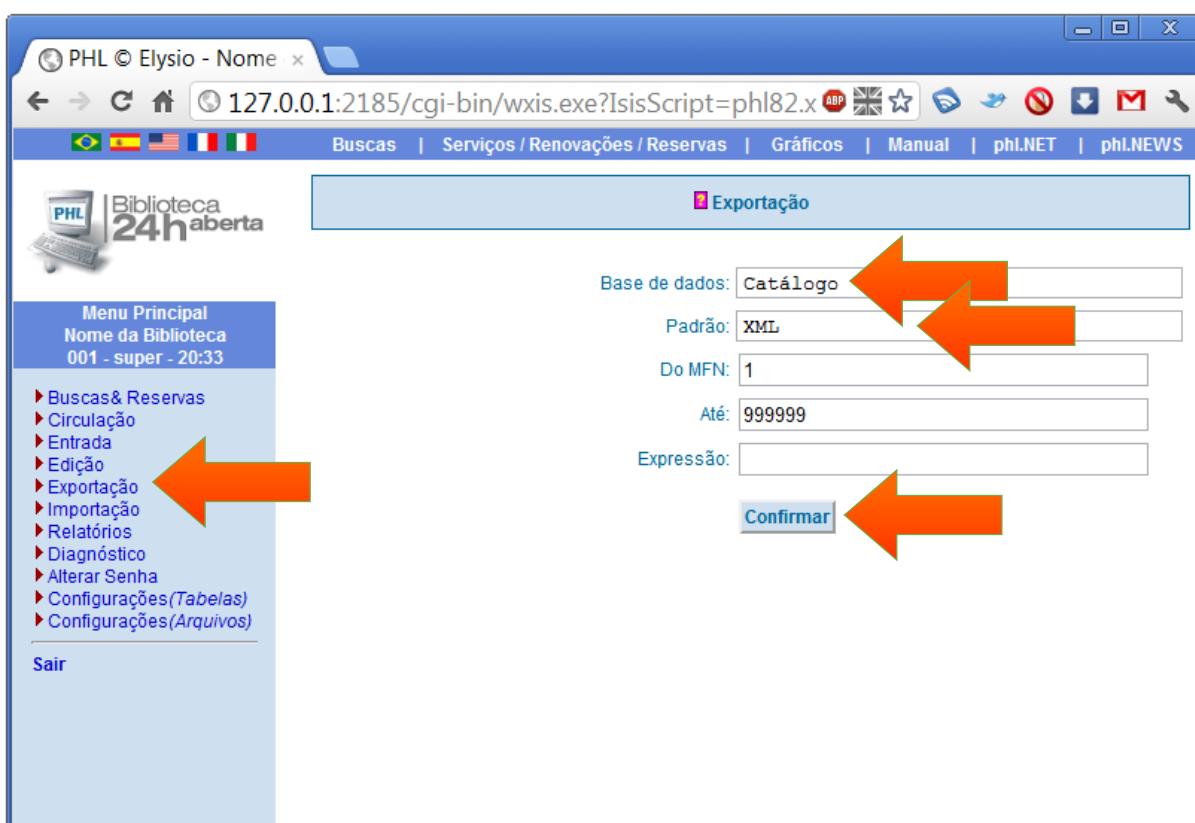 PHL © Elysio - Nome
127.0.0.1:2185/cgi-bin/wxis.exe?IsisScript=phl82.x
ABP
Buscas | Serviços / Renovações / Reservas | Gráficos | Manual | phl.NET | phl.NEWS
PHL
Biblioteca
24h aberta
? Exportação
Base de dados: Catálogo
Padrão: XML
Do MFN: 1
Até: 999999
Expressão:
Confirmar
Menu Principal
Nome da Biblioteca
001 - super - 20:33
Buscas& Reservas
Circulação
Entrada
Edição
Exportação
Importação
Relatórios
Diagnóstico
Alterar Senha
Configurações(Tabelas)
Configurações(Arquivos)
Sair